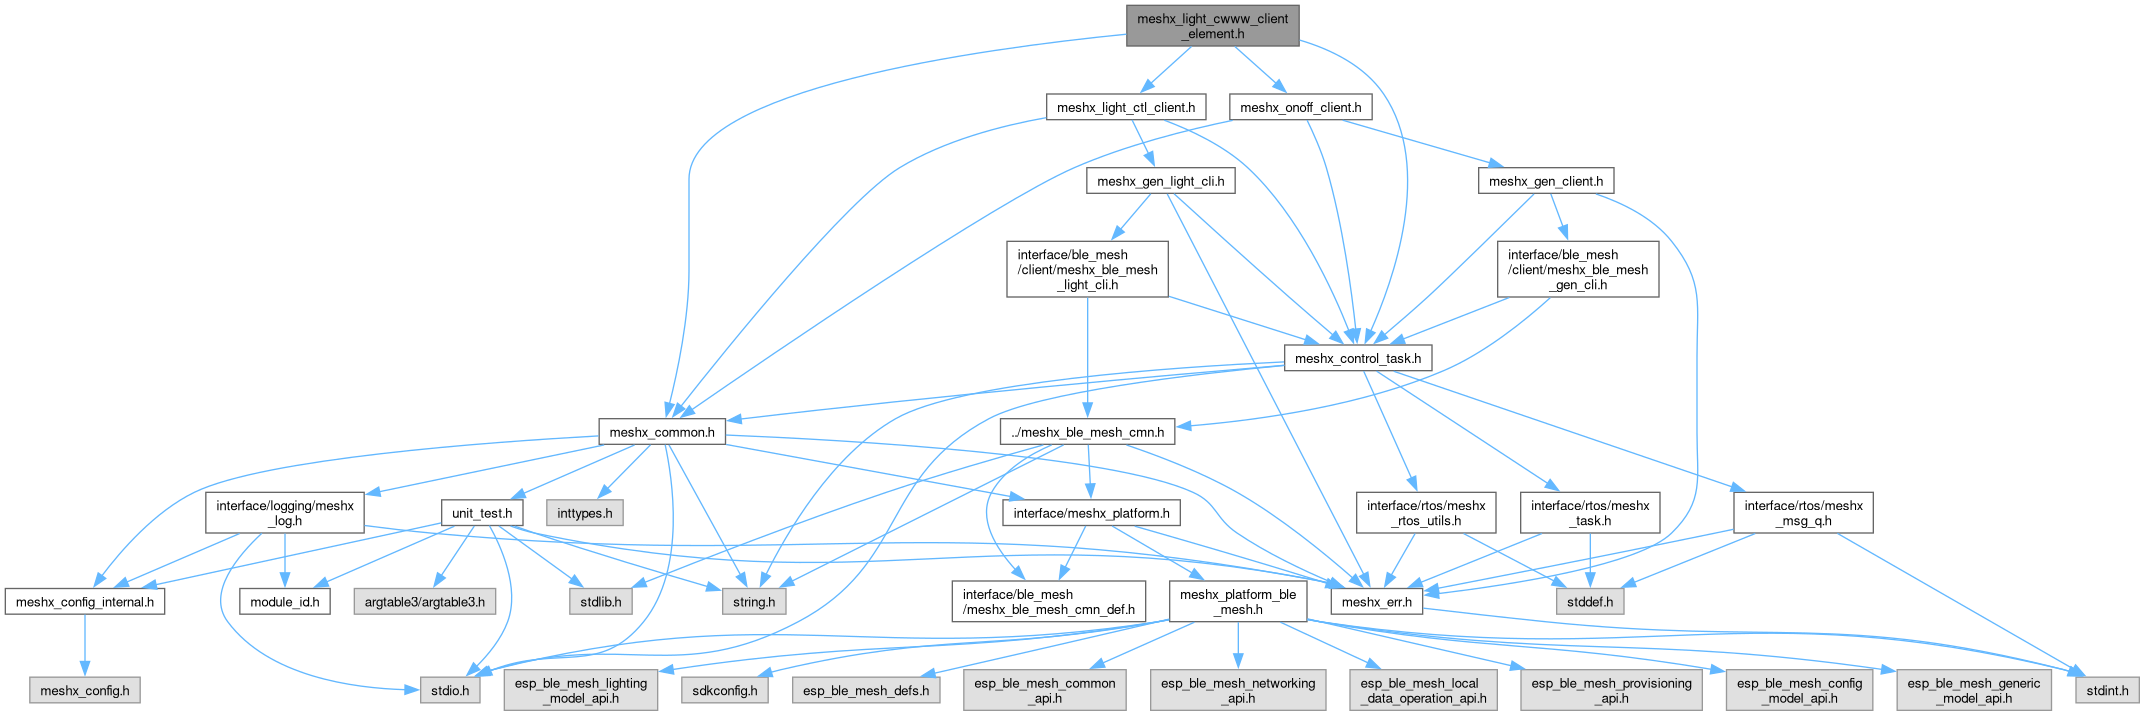 meshx_light_cwww_client
_element.h
meshx_light_ctl_client.h
meshx_onoff_client.h
meshx_gen_light_cli.h
meshx_gen_client.h
interface/ble_mesh
/client/meshx_ble_mesh
_light_cli.h
interface/ble_mesh
/client/meshx_ble_mesh
_gen_cli.h
meshx_control_task.h
meshx_common.h
../meshx_ble_mesh_cmn.h
interface/logging/meshx
_log.h
unit_test.h
inttypes.h
interface/meshx_platform.h
interface/rtos/meshx
_rtos_utils.h
interface/rtos/meshx
_task.h
interface/rtos/meshx
_msg_q.h
meshx_config_internal.h
module_id.h
argtable3/argtable3.h
stdlib.h
string.h
interface/ble_mesh
/meshx_ble_mesh_cmn_def.h
meshx_platform_ble
_mesh.h
meshx_err.h
stddef.h
meshx_config.h
stdio.h
esp_ble_mesh_lighting
_model_api.h
sdkconfig.h
esp_ble_mesh_defs.h
esp_ble_mesh_common
_api.h
esp_ble_mesh_networking
_api.h
esp_ble_mesh_local
_data_operation_api.h
esp_ble_mesh_provisioning
_api.h
esp_ble_mesh_config
_model_api.h
esp_ble_mesh_generic
_model_api.h
stdint.h